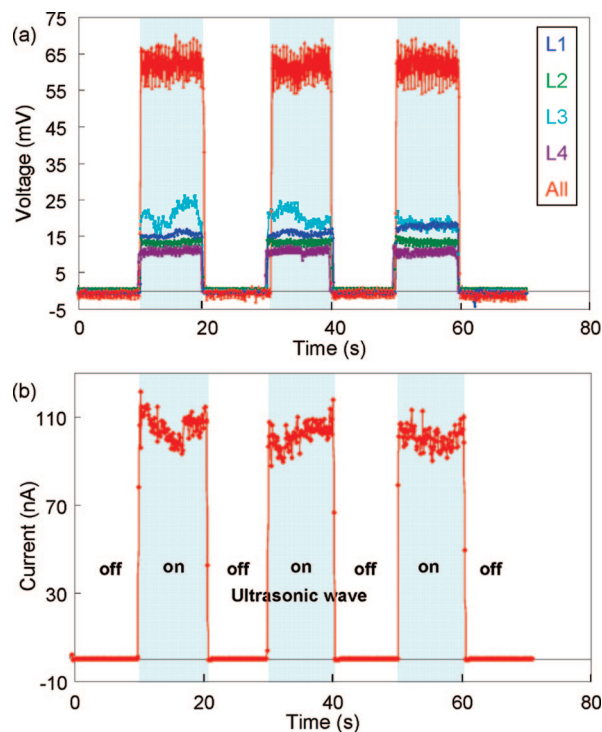 (a)
75
65
55
45
35
25
15
5
-5
Voltage (mV)
L1
L2
L3
L4
All
0
20
40
60
80
Time (s)
(b)
110
70
30
-10
Current (nA)
off on off on off on off
Ultrasonic wave
0
20
40
60
80
Time (s)